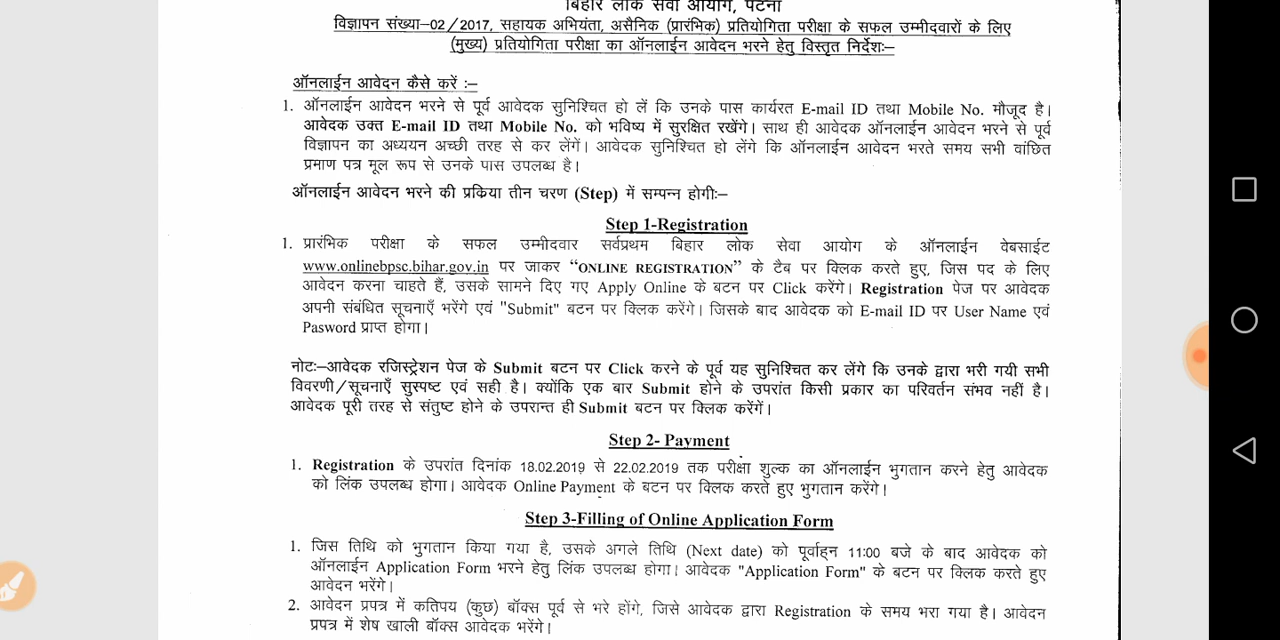 बिहार लोक सेवा आयोग, पटना
विज्ञापन संख्या-02/2017, सहायक अभियंता, असैनिक (प्रारंभिक) प्रतियोगिता परीक्षा के सफल उम्मीदवारों के लिए
(मुख्य) प्रतियोगिता परीक्षा का ऑनलाईन आवेदन भरने हेतु विस्तृत निर्देशः–
ऑनलाईन आवेदन कैसे करें :–
1. ऑनलाईन आवेदन भरने से पूर्व आवेदक सुनिश्चित हो लें कि उनके पास कार्यरत E-mail ID तथा Mobile No. मौजूद है।
आवेदक उक्त E-mail ID तथा Mobile No. को भविष्य में सुरक्षित रखेंगे। साथ ही आवेदक ऑनलाईन आवेदन भरने से पूर्व
विज्ञापन का अध्ययन अच्छी तरह से कर लेंगें। आवेदक सुनिश्चित हो लेंगे कि ऑनलाईन आवेदन भरते समय सभी वांछित
प्रमाण पत्र मूल रूप से उनके पास उपलब्ध है।
ऑनलाईन आवेदन भरने की प्रकिया तीन चरण (Step) में सम्पन्न होगीः–
Step 1-Registration
1. प्रारंभिक परीक्षा के सफल उम्मीदवार सर्वप्रथम बिहार लोक सेवा आयोग के ऑनलाईन वेबसाईट
www.onlinebpsc.bihar.gov.in पर जाकर “ONLINE REGISTRATION” के टैब पर क्लिक करते हुए, जिस पद के लिए
आवेदन करना चाहते हैं, उसके सामने दिए गए Apply Online के बटन पर Click करेंगे। Registration पेज पर आवेदक
अपनी संबंधित सूचनाएँ भरेंगे एवं "Submit" बटन पर क्लिक करेंगे। जिसके बाद आवेदक को E-mail ID पर User Name एवं
Pasword प्राप्त होगा।
नोटः–आवेदक रजिस्ट्रेशन पेज के Submit बटन पर Click करने के पूर्व यह सुनिश्चित कर लेंगे कि उनके द्वारा भरी गयी सभी
विवरणी/सूचनाएँ सुस्पष्ट एवं सही है। क्योंकि एक बार Submit होने के उपरांत किसी प्रकार का परिवर्तन संभव नहीं है।
आवेदक पूरी तरह से संतुष्ट होने के उपरान्त ही Submit बटन पर क्लिक करेंगें।
Step 2- Payment
1. Registration के उपरांत दिनांक 18.02.2019 से 22.02.2019 तक परीक्षा शुल्क का ऑनलाईन भुगतान करने हेतु आवेदक
को लिंक उपलब्ध होगा। आवेदक Online Payment के बटन पर क्लिक करते हुए भुगतान करेंगे।
Step 3-Filling of Online Application Form
1. जिस तिथि को भुगतान किया गया है, उसके अगले तिथि (Next date) को पूर्वाह्न 11:00 बजे के बाद आवेदक को
ऑनलाईन Application Form भरने हेतु लिंक उपलब्ध होगा। आवेदक "Application Form" के बटन पर क्लिक करते हुए
आवेदन भरेंगे।
2. आवेदन प्रपत्र में कतिपय (कुछ) बॉक्स पूर्व से भरे होंगे, जिसे आवेदक द्वारा Registration के समय भरा गया है। आवेदन
प्रपत्र में शेष खाली बॉक्स आवेदक भरेंगे।